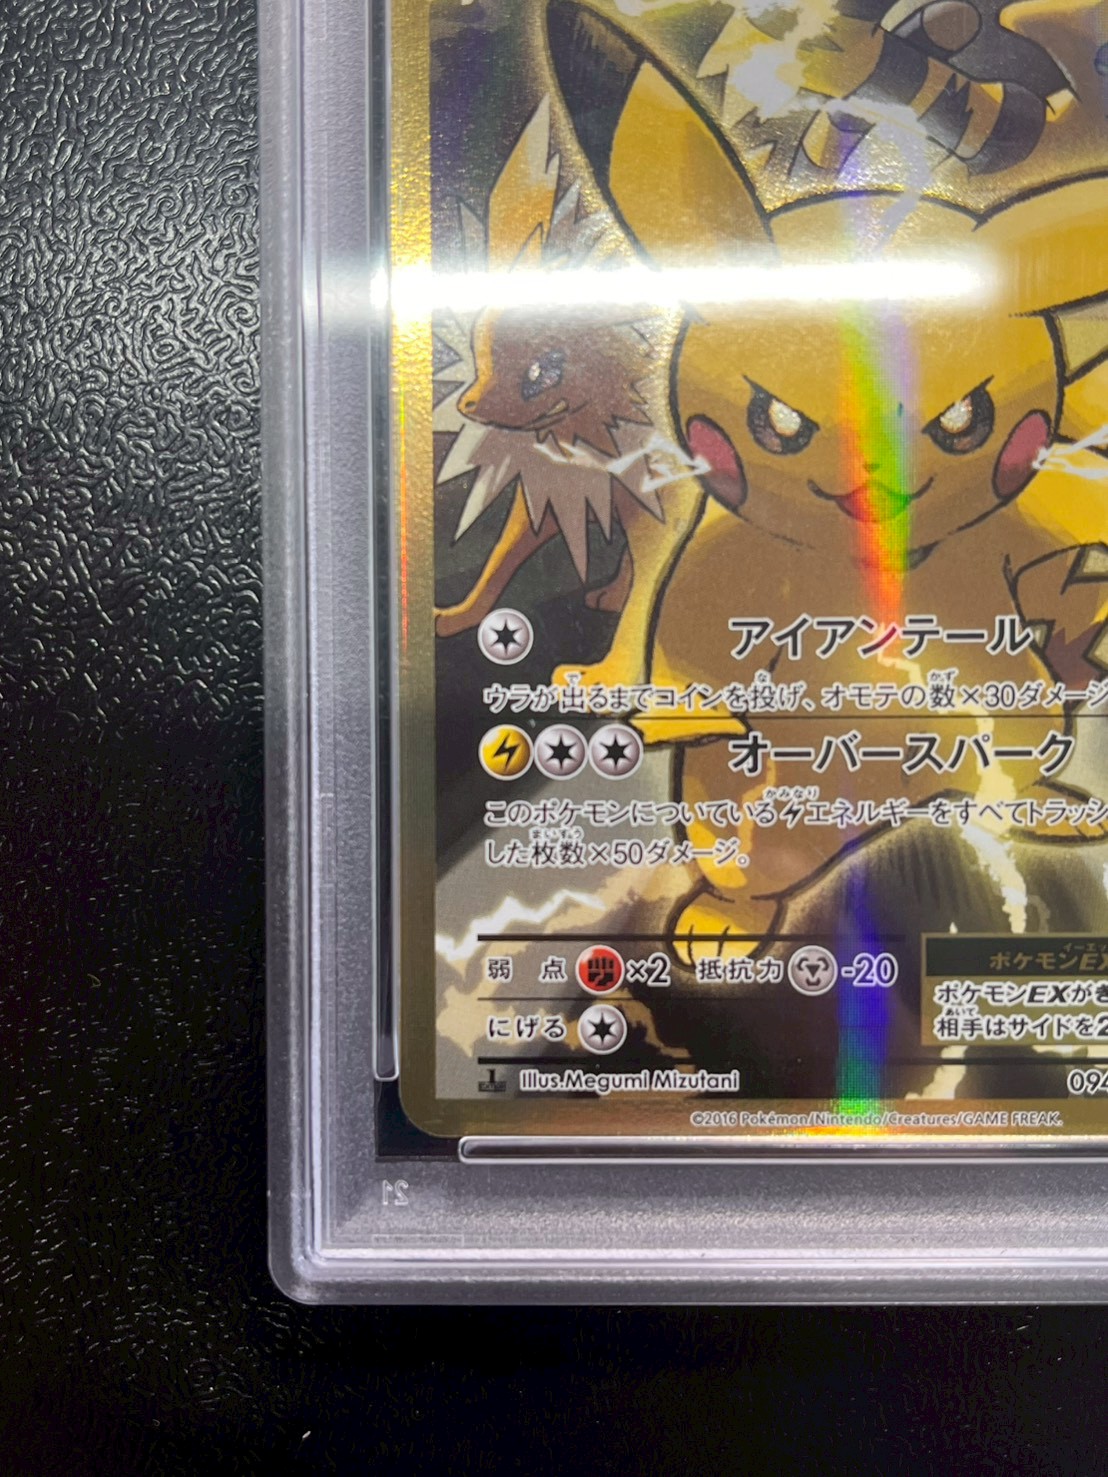 アイアンテール
ウラが出るまでコインを投げ、オモテの数×30ダメージ
オーバースパーク
このポケモンについているエネルギーをすべてトラッシ
した枚数×50ダメージ。
弱点 ×2 抵抗力 -20
にげる
ポケモンEX
ポケモンEXがき
相手はサイドを2
Illus.Megumi Mizutani
094
©2016 Pokémon/Nintendo/Creatures/GAME FREAK.
21